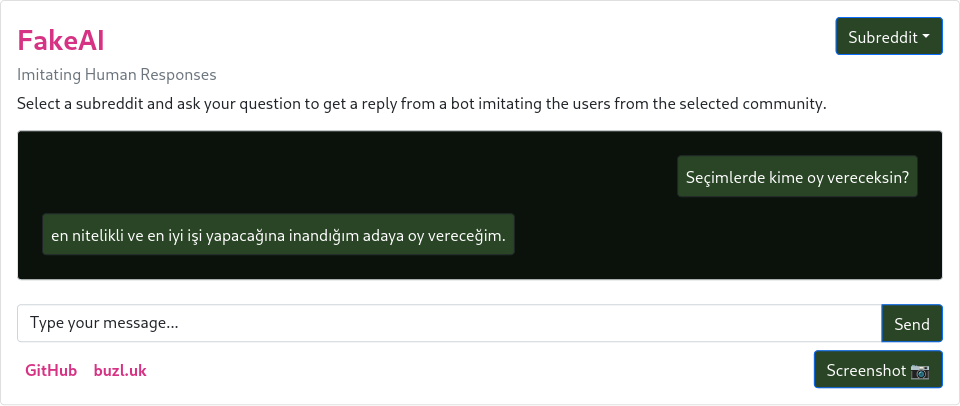 FakeAI
Subreddit
Imitating Human Responses
Select a subreddit and ask your question to get a reply from a bot imitating the users from the selected community.
Seçimlerde kime oy vereceksin?
en nitelikli ve en iyi işi yapacağına inandığım adaya oy vereceğim.
Type your message...
Send
GitHub buzl.uk
Screenshot 📷